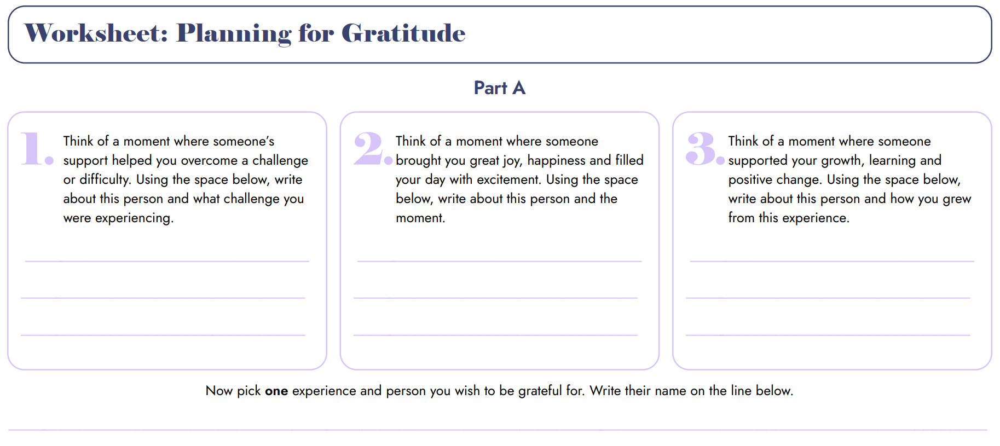 Worksheet: Planning for Gratitude
Part A
1. Think of a moment where someone’s
support helped you overcome a challenge
or difficulty. Using the space below, write
about this person and what challenge you
were experiencing.
2. Think of a moment where someone
brought you great joy, happiness and filled
your day with excitement. Using the space
below, write about this person and the
moment.
3. Think of a moment where someone
supported your growth, learning and
positive change. Using the space below,
write about this person and how you grew
from this experience.
Now pick one experience and person you wish to be grateful for. Write their name on the line below.